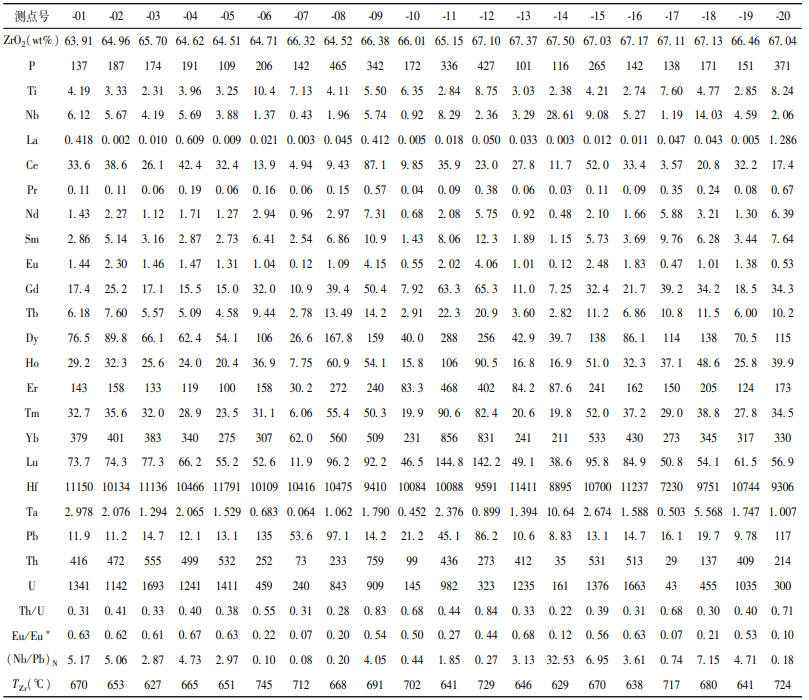 测点号 -01 -02 -03 -04 -05 -06 -07 -08 -09 -10 -11 -12 -13 -14 -15 -16 -17 -18 -19 -20
ZrO2(wt%) 63.91 64.96 65.70 64.62 64.51 64.71 66.32 64.52 66.38 66.01 65.15 67.10 67.37 67.50 67.03 67.17 67.11 67.13 66.46 67.04
P 137 187 174 191 109 206 142 465 342 172 336 427 101 116 265 142 138 171 151 371
Ti 4.19 3.33 2.31 3.96 3.25 10.4 7.13 4.11 5.50 6.35 2.84 8.75 3.03 2.38 4.21 2.74 7.60 4.77 2.85 8.24
Nb 6.12 5.67 4.19 5.69 3.88 1.37 0.43 1.96 5.74 0.92 8.29 2.36 3.29 28.61 9.08 5.27 1.19 14.03 4.59 2.06
La 0.418 0.002 0.010 0.609 0.009 0.021 0.003 0.045 0.412 0.005 0.018 0.050 0.033 0.003 0.012 0.011 0.047 0.043 0.005 1.286
Ce 33.6 38.6 26.1 42.4 32.4 13.9 4.94 9.43 87.1 9.85 35.9 23.0 27.8 11.7 52.0 33.4 3.57 20.8 32.2 17.4
Pr 0.11 0.11 0.06 0.19 0.06 0.16 0.06 0.15 0.57 0.04 0.09 0.38 0.06 0.03 0.11 0.09 0.35 0.24 0.08 0.67
Nd 1.43 2.27 1.12 1.71 1.27 2.94 0.96 2.97 7.31 0.68 2.08 5.75 0.92 0.48 2.10 1.66 5.88 3.21 1.30 6.39
Sm 2.86 5.14 3.16 2.87 2.73 6.41 2.54 6.86 10.9 1.43 8.06 12.3 1.89 1.15 5.73 3.69 9.76 6.28 3.44 7.64
Eu 1.44 2.30 1.46 1.47 1.31 1.04 0.12 1.09 4.15 0.55 2.02 4.06 1.01 0.12 2.48 1.83 0.47 1.01 1.38 0.53
Gd 17.4 25.2 17.1 15.5 15.0 32.0 10.9 39.4 50.4 7.92 63.3 65.3 11.0 7.25 32.4 21.7 39.2 34.2 18.5 34.3
Tb 6.18 7.60 5.57 5.09 4.58 9.44 2.78 13.49 14.2 2.91 22.3 20.9 3.60 2.82 11.2 6.86 10.8 11.5 6.00 10.2
Dy 76.5 89.8 66.1 62.4 54.1 106 26.6 167.8 159 40.0 288 256 42.9 39.7 138 86.1 114 138 70.5 115
Ho 29.2 32.3 25.6 24.0 20.4 36.9 7.75 60.9 54.1 15.8 106 90.5 16.8 16.9 51.0 32.3 37.1 48.6 25.8 39.9
Er 143 158 133 119 100 158 30.2 272 240 83.3 468 402 84.2 87.6 241 162 150 205 124 173
Tm 32.7 35.6 32.0 28.9 23.5 31.1 6.06 55.4 50.3 19.9 90.6 82.4 20.6 19.8 52.0 37.2 29.0 38.8 27.8 34.5
Yb 379 401 383 340 275 307 62.0 560 509 231 856 831 241 211 533 430 273 345 317 330
Lu 73.7 74.3 77.3 66.2 55.2 52.6 11.9 96.2 92.2 46.5 144.8 142.2 49.1 38.6 95.8 84.9 50.8 54.1 61.5 56.9
Hf 11150 10134 11136 10466 11791 10109 10416 10475 9410 10084 10088 9591 11411 8895 10700 11237 7230 9751 10744 9306
Ta 2.978 2.076 1.294 2.065 1.529 0.683 0.064 1.062 1.790 0.452 2.376 0.899 1.394 10.64 2.674 1.588 0.503 5.568 1.747 1.007
Pb 11.9 11.2 14.7 12.1 13.1 135 53.6 97.1 14.2 21.2 45.1 86.2 10.6 8.83 13.1 14.7 16.1 19.7 9.78 117
Th 416 472 555 499 532 252 73 233 759 99 436 273 412 35 531 513 29 137 409 214
U 1341 1142 1693 1241 1411 459 240 843 909 145 982 323 1235 161 1376 1663 43 455 1035 300
Th/U 0.31 0.41 0.33 0.40 0.38 0.55 0.31 0.28 0.83 0.68 0.44 0.84 0.33 0.22 0.39 0.31 0.68 0.30 0.40 0.71
Eu/Eu* 0.63 0.62 0.61 0.67 0.63 0.22 0.07 0.20 0.54 0.50 0.27 0.44 0.68 0.12 0.56 0.63 0.07 0.21 0.53 0.10
(Nb/Pb)N 5.17 5.06 2.87 4.73 2.97 0.10 0.08 0.20 4.05 0.44 1.85 0.27 3.13 32.53 6.95 3.61 0.74 7.15 4.71 0.18
TZr(℃) 670 653 627 665 651 745 712 668 691 702 641 729 646 629 670 638 717 680 641 724